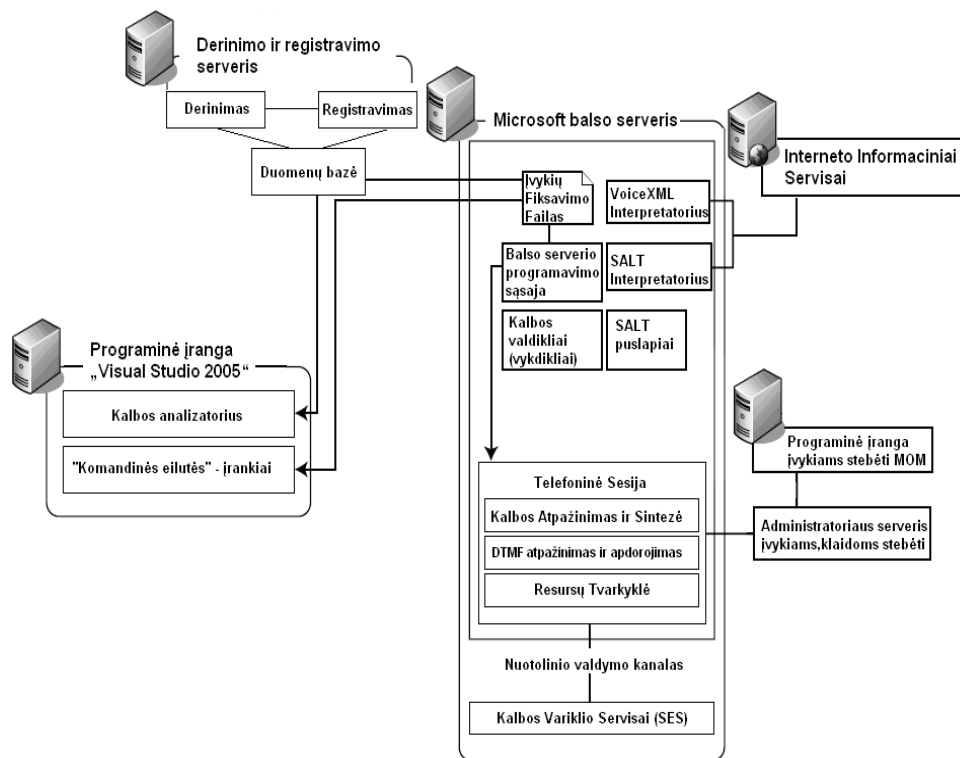 Derinimo ir registravimo
serveris
Derinimas
Registravimas
Duomenų bazė
Microsoft balso serveris
Įvykių
Fiksavimo
Failas
VoiceXML
Interpretatorius
Balso serverio
programavimo
sąsaja
SALT
Interpretatorius
Kalbos
valdikliai
(vykdikliai)
SALT
puslapiai
Interneto Informaciniai
Servisai
Programinė įranga
„Visual Studio 2005“
Kalbos analizatorius
"Komandinės eilutės" - įrankiai
Telefoninė Sesija
Kalbos Atpažinimas ir Sintezė
DTMF atpažinimas ir apdorojimas
Resursų Tvarkyklė
Programinė įranga
įvykiams stebėti MOM
Administratoriaus serveris
įvykiams,klaidoms stebėti
Nuotolinio valdymo kanalas
Kalbos Variklio Servisai (SES)